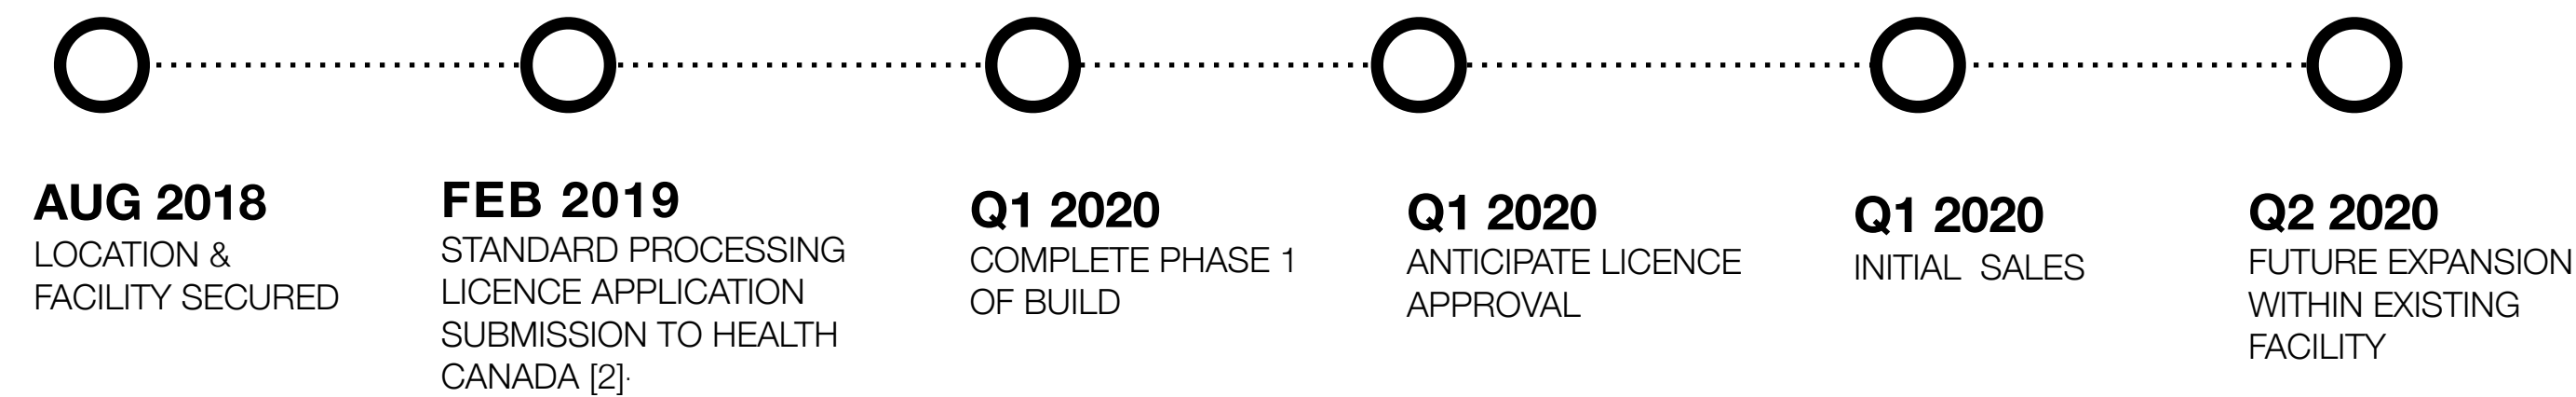 AUG 2018
LOCATION &
FACILITY SECURED
FEB 2019
STANDARD PROCESSING
LICENCE APPLICATION
SUBMISSION TO HEALTH
CANADA [2].
Q1 2020
COMPLETE PHASE 1
OF BUILD
Q1 2020
ANTICIPATE LICENCE
APPROVAL
Q1 2020
INITIAL SALES
Q2 2020
FUTURE EXPANSION
WITHIN EXISTING
FACILITY